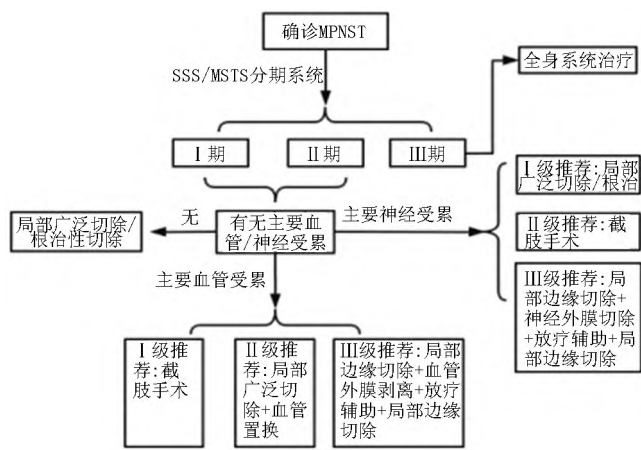 确诊MPNST
SSS/MSTS分期系统
全身系统治疗
Ⅰ期
Ⅱ期
Ⅲ期
有无主要血
管/神经受累
无
局部广泛切除/
根治性切除
主要神经受累
Ⅰ级推荐:局部
广泛切除/根治
Ⅱ级推荐:截
肢手术
Ⅲ级推荐:局
部边缘切除+
神经外膜切除
+放疗辅助+局
部边缘切除
主要血管受累
Ⅰ级推
荐:截
肢手术
Ⅱ级推
荐:局部
广泛切
除+血管
置换
Ⅲ级推荐:局部
边缘切除+血管
外膜剥离+放疗
辅助+局部边缘
切除